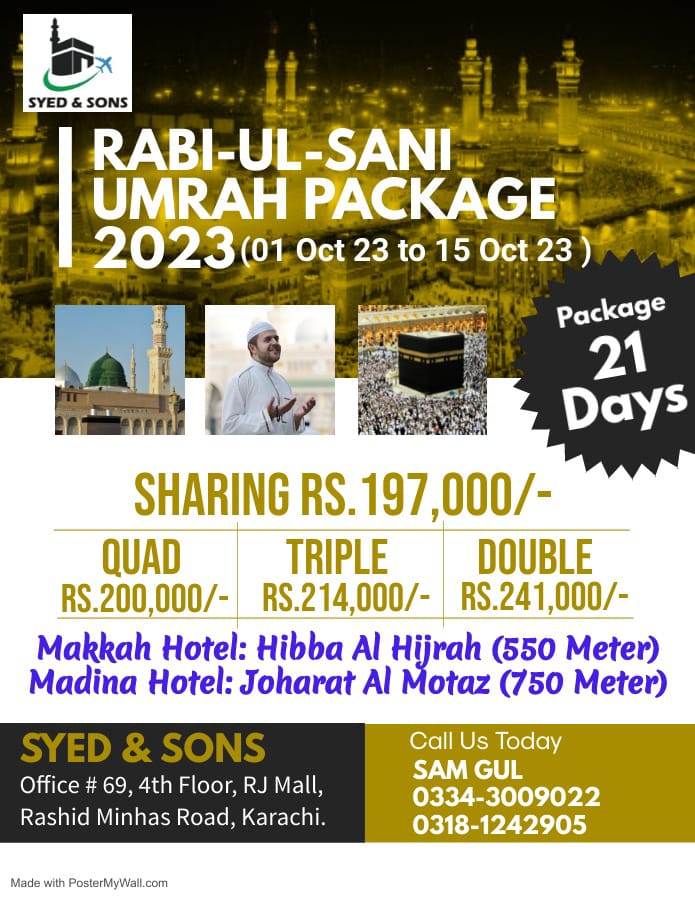 SYED & SONS
RABI-UL-SANI
UMRAH PACKAGE
2023 (01 Oct 23 to 15 Oct 23 )
Package
21
Days
SHARING RS.197,000/-
QUAD
RS.200,000/-
TRIPLE
RS.214,000/-
DOUBLE
RS.241,000/-
Makkah Hotel: Hibba Al Hijrah (550 Meter)
Madina Hotel: Joharat Al Motaz (750 Meter)
SYED & SONS
Office # 69, 4th Floor, RJ Mall,
Rashid Minhas Road, Karachi.
Call Us Today
SAM GUL
0334-3009022
0318-1242905
Made with PosterMyWall.com